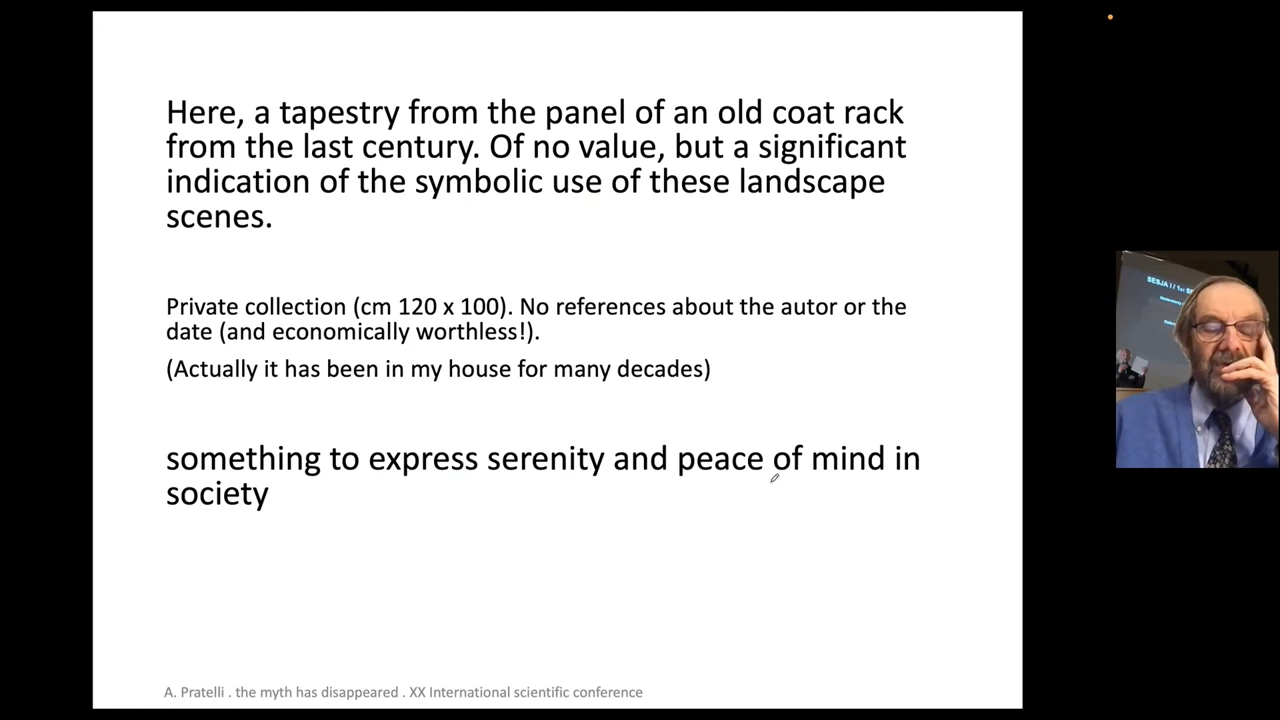 Here, a tapestry from the panel of an old coat rack
from the last century. Of no value, but a significant
indication of the symbolic use of these landscape
scenes.
Private collection (cm 120 x 100). No references about the autor or the
date (and economically worthless!).
(Actually it has been in my house for many decades)
something to express serenity and peace of mind in
society
A. Pratelli . the myth has disappeared . XX International scientific conference
SESJA I / 1st